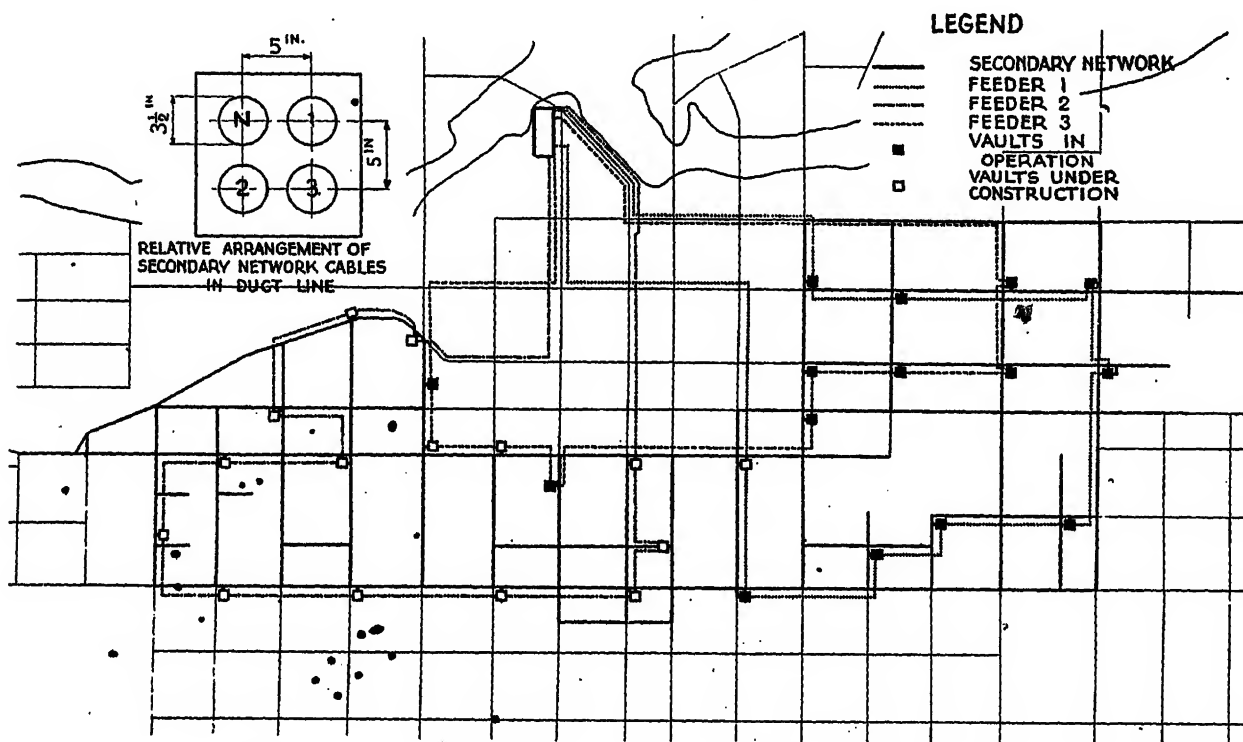 5 IN.
3½ IN
N 1
5 IN
2 3
RELATIVE ARRANGEMENT OF
SECONDARY NETWORK CABLES
IN DUCT LINE
LEGEND
SECONDARY NETWORK
FEEDER 1
FEEDER 2
FEEDER 3
VAULTS IN
OPERATION
VAULTS UNDER
CONSTRUCTION